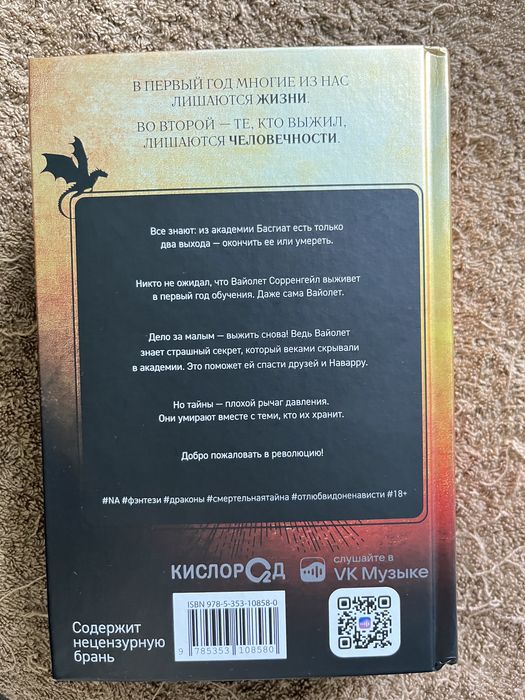 В ПЕРВЫЙ ГОД МНОГИЕ ИЗ НАС
ЛИШАЮТСЯ ЖИЗНИ.
ВО ВТОРОЙ — ТЕ, КТО ВЫЖИЛ,
ЛИШАЮТСЯ ЧЕЛОВЕЧНОСТИ.
Все знают: из академии Басгиат есть только
два выхода — окончить ее или умереть.
Никто не ожидал, что Вайолет Сорренгейл выживет
в первый год обучения. Даже сама Вайолет.
Дело за малым — выжить снова! Ведь Вайолет
знает страшный секрет, который веками скрывали
в академии. Это поможет ей спасти друзей и Наварру.
Но тайны — плохой рычаг давления.
Они умирают вместе с теми, кто их хранит.
Добро пожаловать в революцию!
#NA #фэнтези #драконы #смертельнаятайна #отлюбвидоненависти #18+
КИСЛОРО2Д
слушайте в
VK Музыке
ISBN 978-5-353-10858-0
9 785353 108580
Содержит
нецензурную
брань